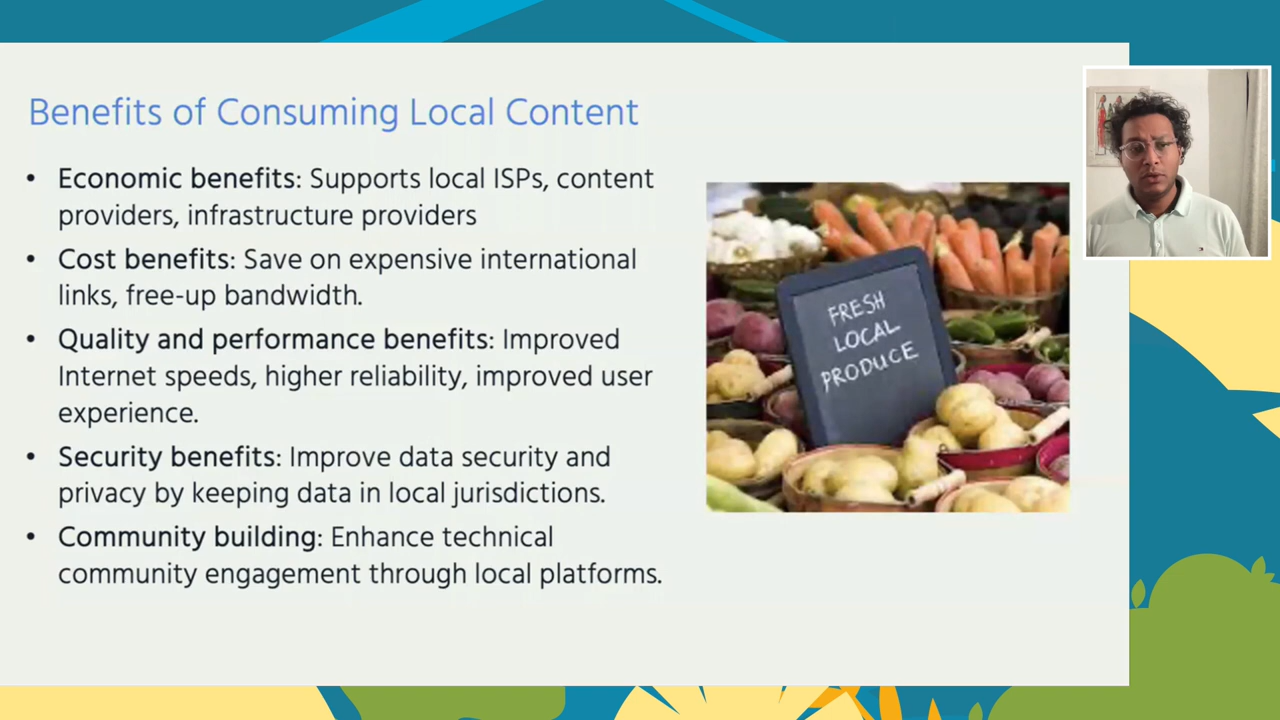 Benefits of Consuming Local Content
• Economic benefits: Supports local ISPs, content
providers, infrastructure providers
• Cost benefits: Save on expensive international
links, free-up bandwidth.
• Quality and performance benefits: Improved
Internet speeds, higher reliability, improved user
experience.
• Security benefits: Improve data security and
privacy by keeping data in local jurisdictions.
• Community building: Enhance technical
community engagement through local platforms.
FRESH
LOCAL
PRODUCE